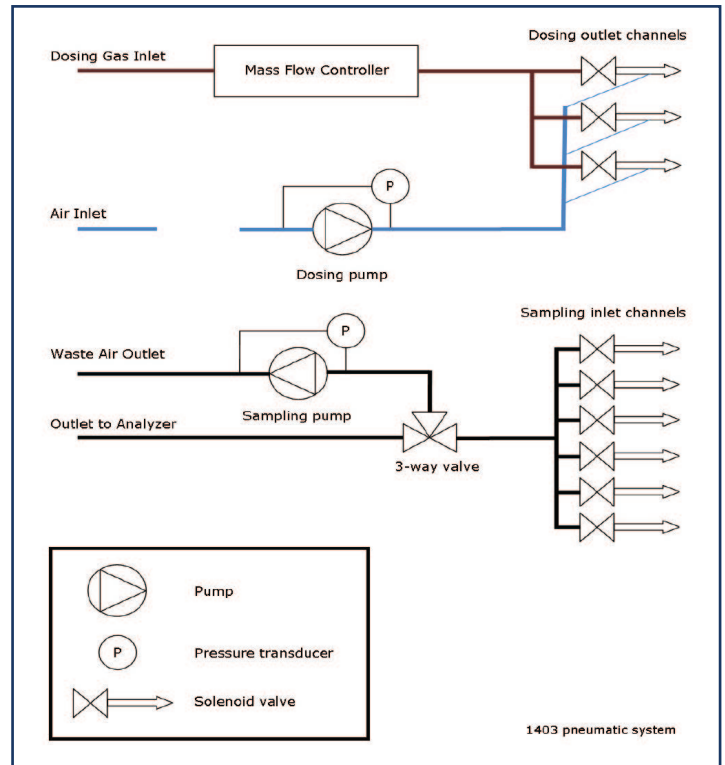 Dosing outlet channels
Dosing Gas Inlet
Mass Flow Controller
P
Air Inlet
Dosing pump
Sampling inlet channels
P
Waste Air Outlet
Sampling pump
Outlet to Analyzer
3-way valve
Pump
P
Pressure transducer
Solenoid valve
1403 pneumatic system